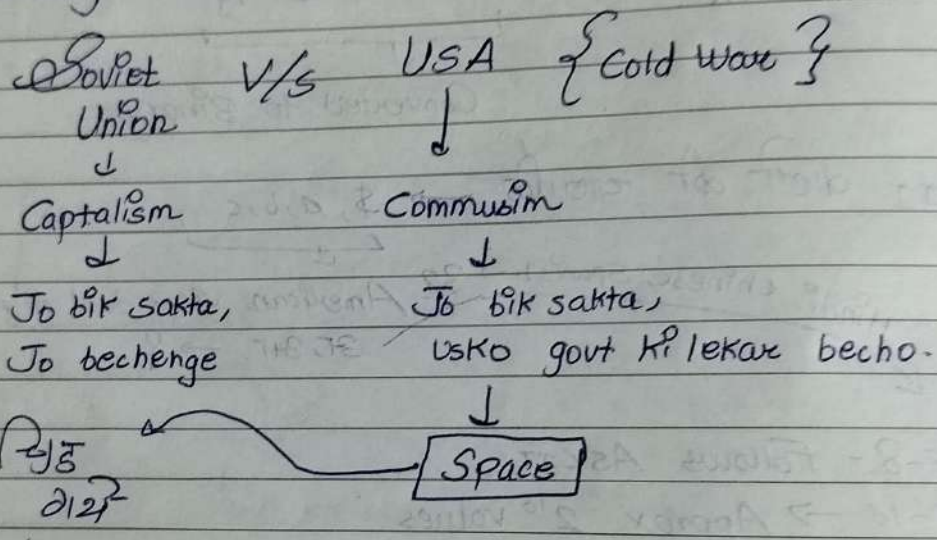 Soviet Union V/s USA {Cold War}
Captalism Commusim
Jo bik sakta, Jo bik sakta,
Jo bechenge usko govt ki lekar becho.
Space